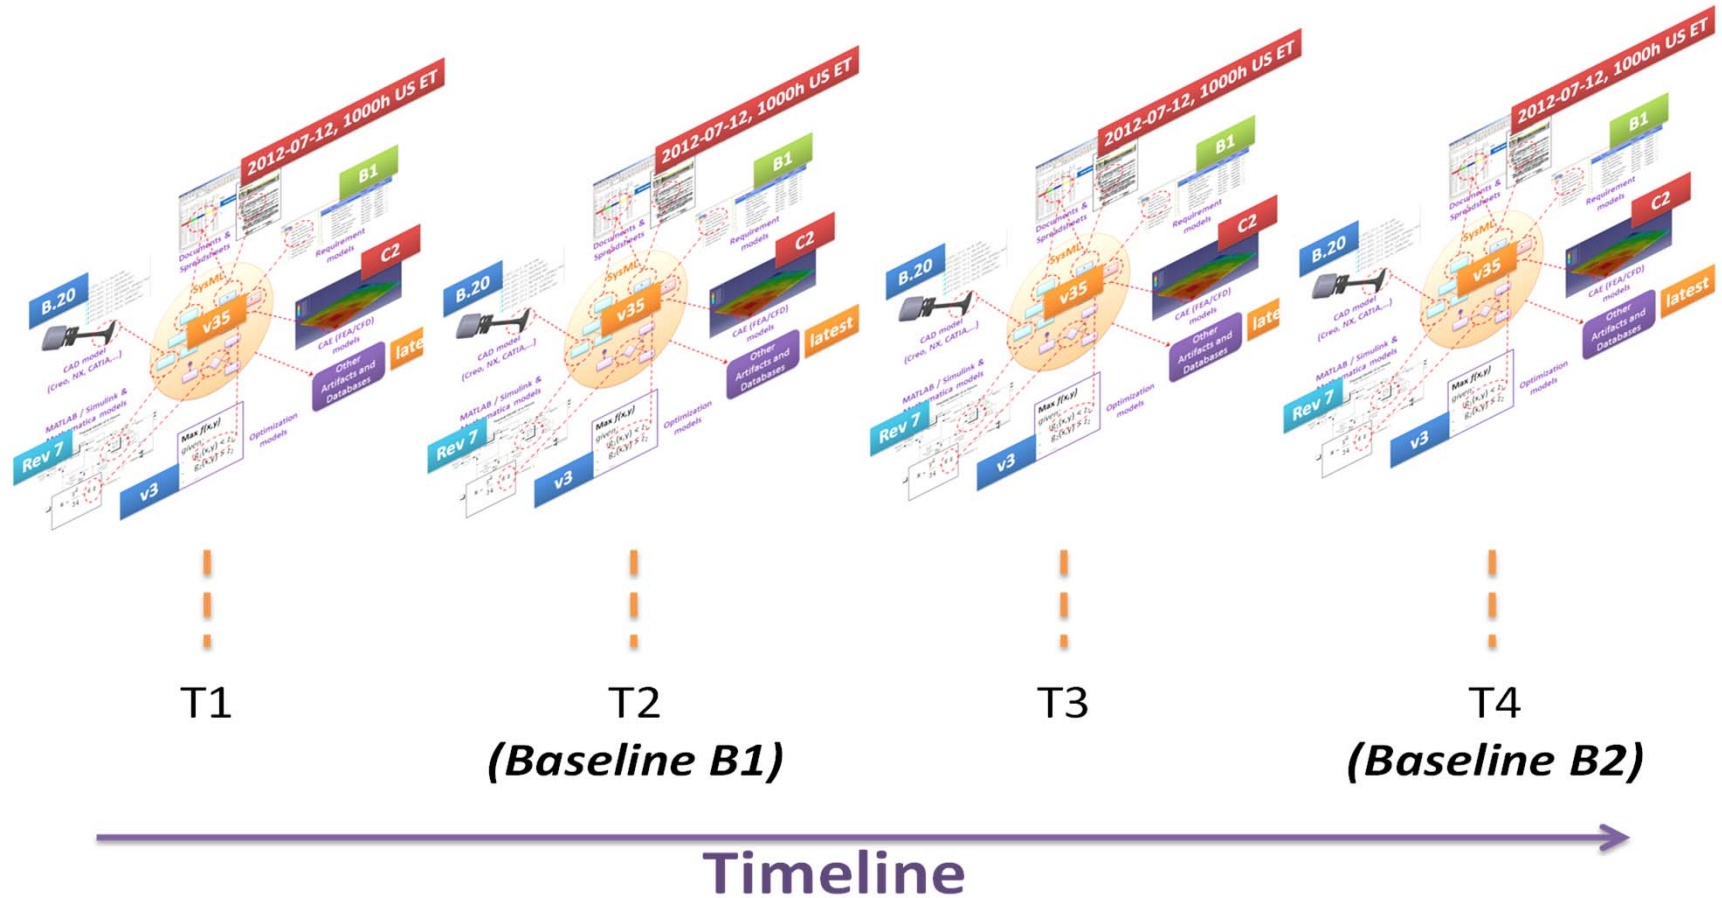 2012-07-12, 1000h US ET
B1
Documents &
Spreadsheets
Requirement
models
C2
SysML
B.20
v35
CAE (FEA/CFD)
models
CAD model
(Creo, NX, CATIA,...)
Other
Artifacts and
Databases
late
MATLAB / Simulink &
models
Rev 7
Max f(x,y)
given,
Optimization
models
v3
2012-07-12, 1000h US ET
B1
Documents &
Spreadsheets
Requirement
models
C2
SysML
B.20
v35
CAE (FEA/CFD)
models
CAD model
(Creo, NX, CATIA,...)
Other
Artifacts and
Databases
latest
MATLAB / Simulink &
models
Rev 7
Max f(x,y)
given,
Optimization
models
v3
2012-07-12, 1000h US ET
B1
Documents &
Spreadsheets
Requirement
models
C2
SysML
B.20
v35
CAE (FEA/CFD)
models
CAD model
(Creo, NX, CATIA,...)
Other
Artifacts and
Databases
late
MATLAB / Simulink &
models
Rev 7
Max f(x,y)
given,
Optimization
models
v3
2012-07-12, 1000h US ET
B1
Documents &
Spreadsheets
Requirement
models
C2
SysML
B.20
v35
CAE (FEA/CFD)
models
CAD model
(Creo, NX, CATIA,...)
Other
Artifacts and
Databases
latest
MATLAB / Simulink &
models
Rev 7
Max f(x,y)
given,
Optimization
models
v3
T1
T2
T3
T4
(Baseline B1)
(Baseline B2)
Timeline